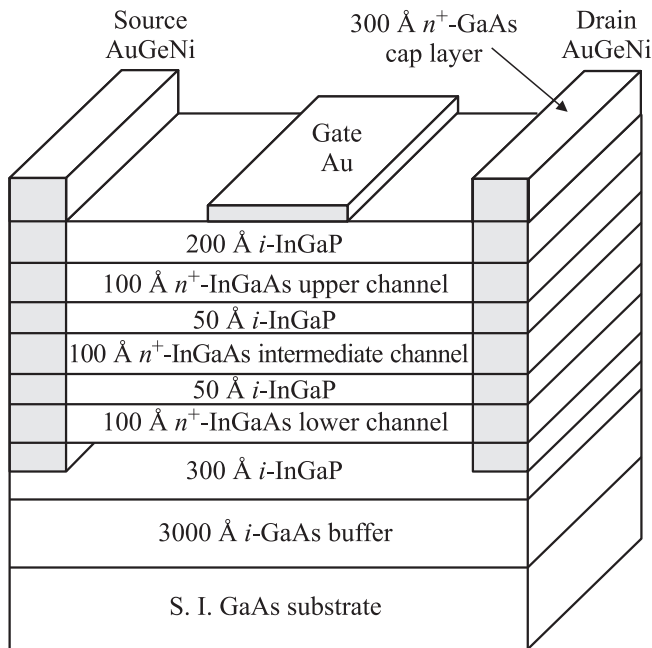 Source
AuGeNi
300 Å n⁺-GaAs
cap layer
Drain
AuGeNi
Gate
Au
200 Å i-InGaP
100 Å n⁺-InGaAs upper channel
50 Å i-InGaP
100 Å n⁺-InGaAs intermediate channel
50 Å i-InGaP
100 Å n⁺-InGaAs lower channel
300 Å i-InGaP
3000 Å i-GaAs buffer
S. I. GaAs substrate